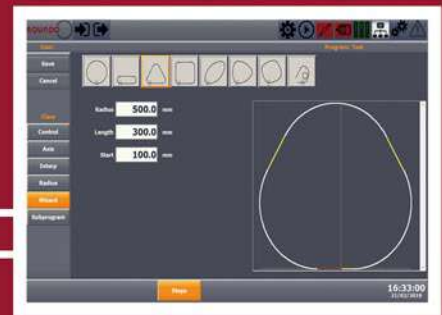 ROUNDO
Save
Cancel
Control
Axis
Radius
Wizard
Subprogram
Radius 500.0 mm
Length 300.0 mm
Start 100.0 mm
Steps
16:33:00